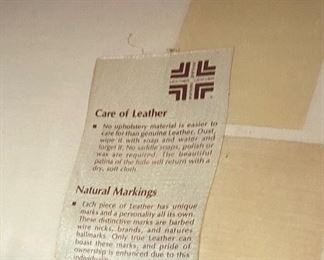 Care of Leather
■ No upholstery material is easier to
care for than genuine Leather. Dust,
wipe it with soap and water and
forget it. No saddle soaps, polish or
wax are required. The beautiful
patina of the hide will return with a
dry, soft cloth.
Natural Markings
■ Each piece of Leather has unique
marks and a personality all its own.
These distinctive marks are barbed
wire nicks, brands, and natures
hallmarks. Only true Leather can
boast these marks, and pride of
ownership is enhanced due to this